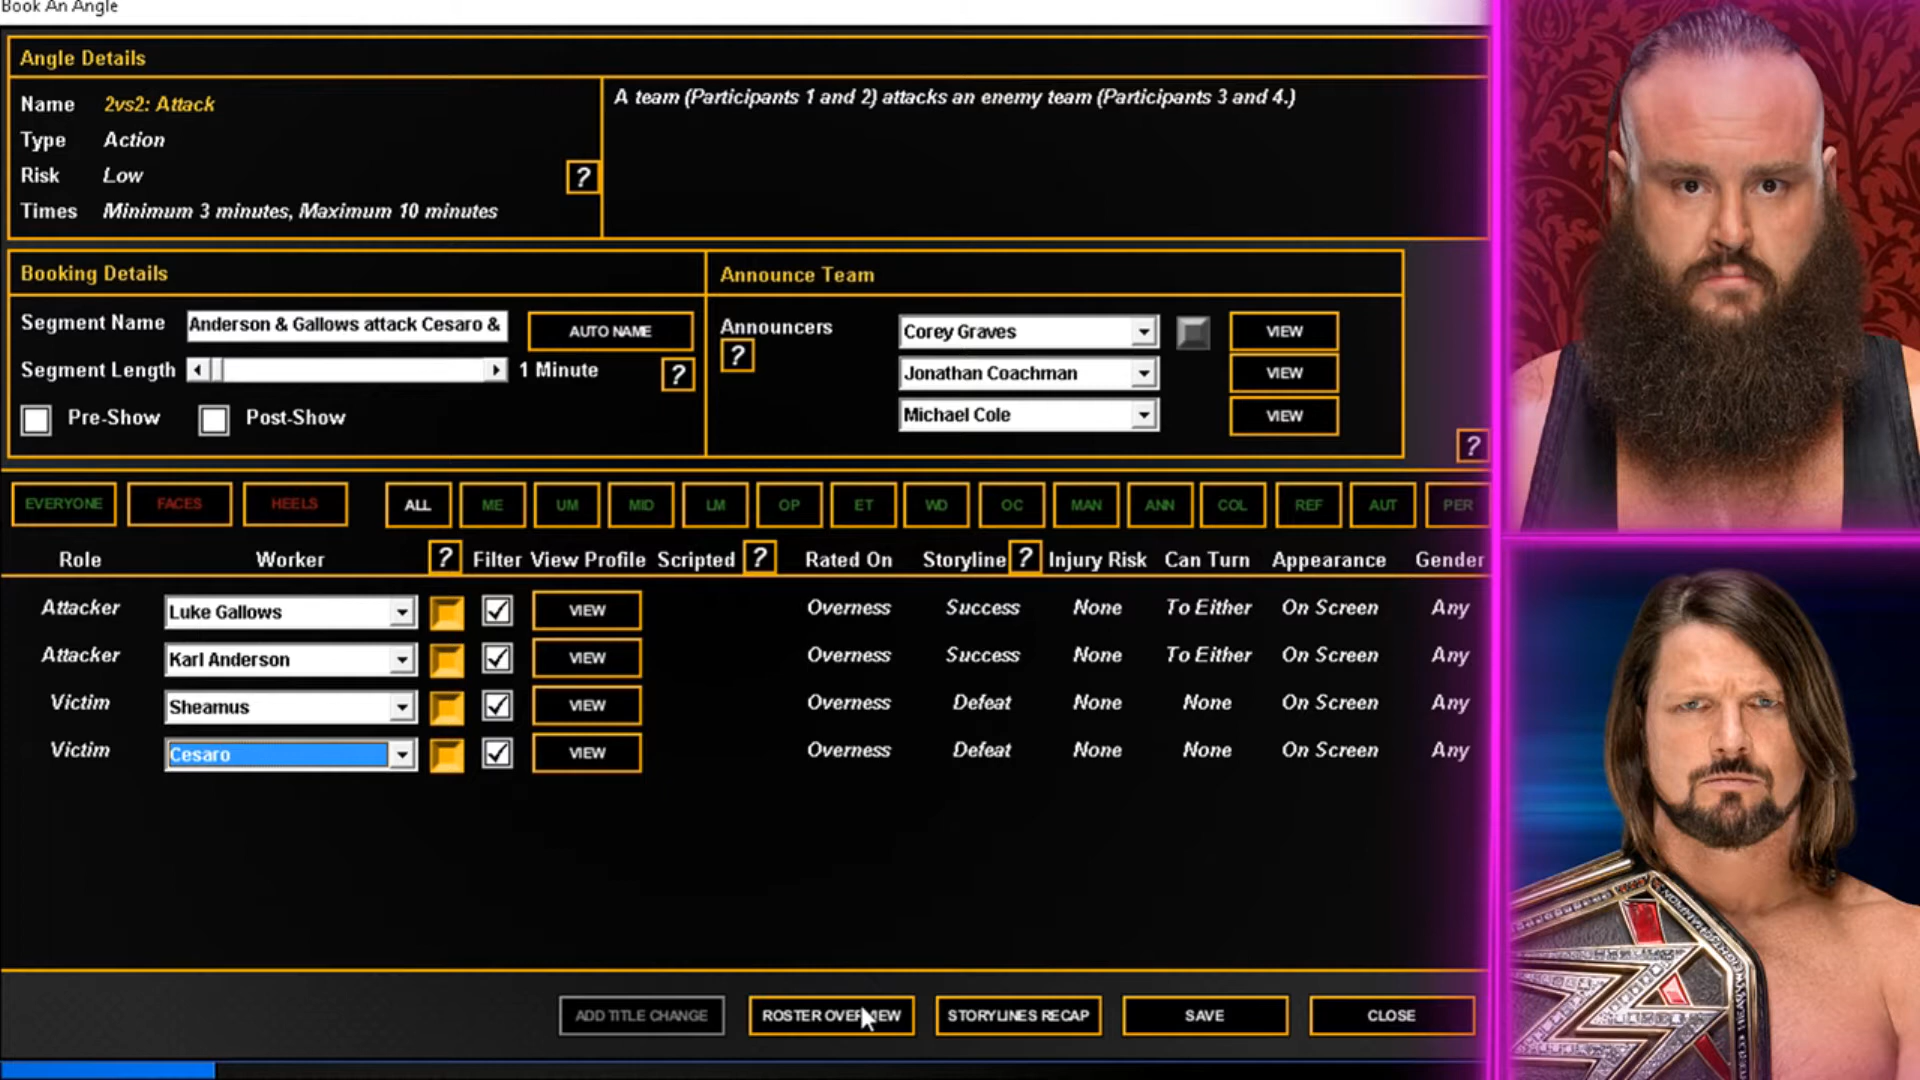 Book An Angle
Angle Details
Name 2vs2: Attack
Type Action
Risk Low
?
Times Minimum 3 minutes, Maximum 10 minutes
A team (Participants 1 and 2) attacks an enemy team (Participants 3 and 4.)
Booking Details
Segment Name Anderson & Gallows attack Cesaro & AUTO NAME
Segment Length 1 Minute ?
Pre-Show Post-Show
Announce Team
Announcers Corey Graves VIEW
?
Jonathan Coachman VIEW
Michael Cole VIEW
?
EVERYONE FACES HEELS ALL ME UM MID LM OP ET WD OC MAN ANN COL REF AUT PER
Role Worker ? Filter View Profile Scripted ? Rated On Storyline ? Injury Risk Can Turn Appearance Gender
Attacker Luke Gallows VIEW Overness Success None To Either On Screen Any
Attacker Karl Anderson VIEW Overness Success None To Either On Screen Any
Victim Sheamus VIEW Overness Defeat None None On Screen Any
Victim Cesaro VIEW Overness Defeat None None On Screen Any
ADD TITLE CHANGE ROSTER OVERVIEW STORYLINES RECAP SAVE CLOSE